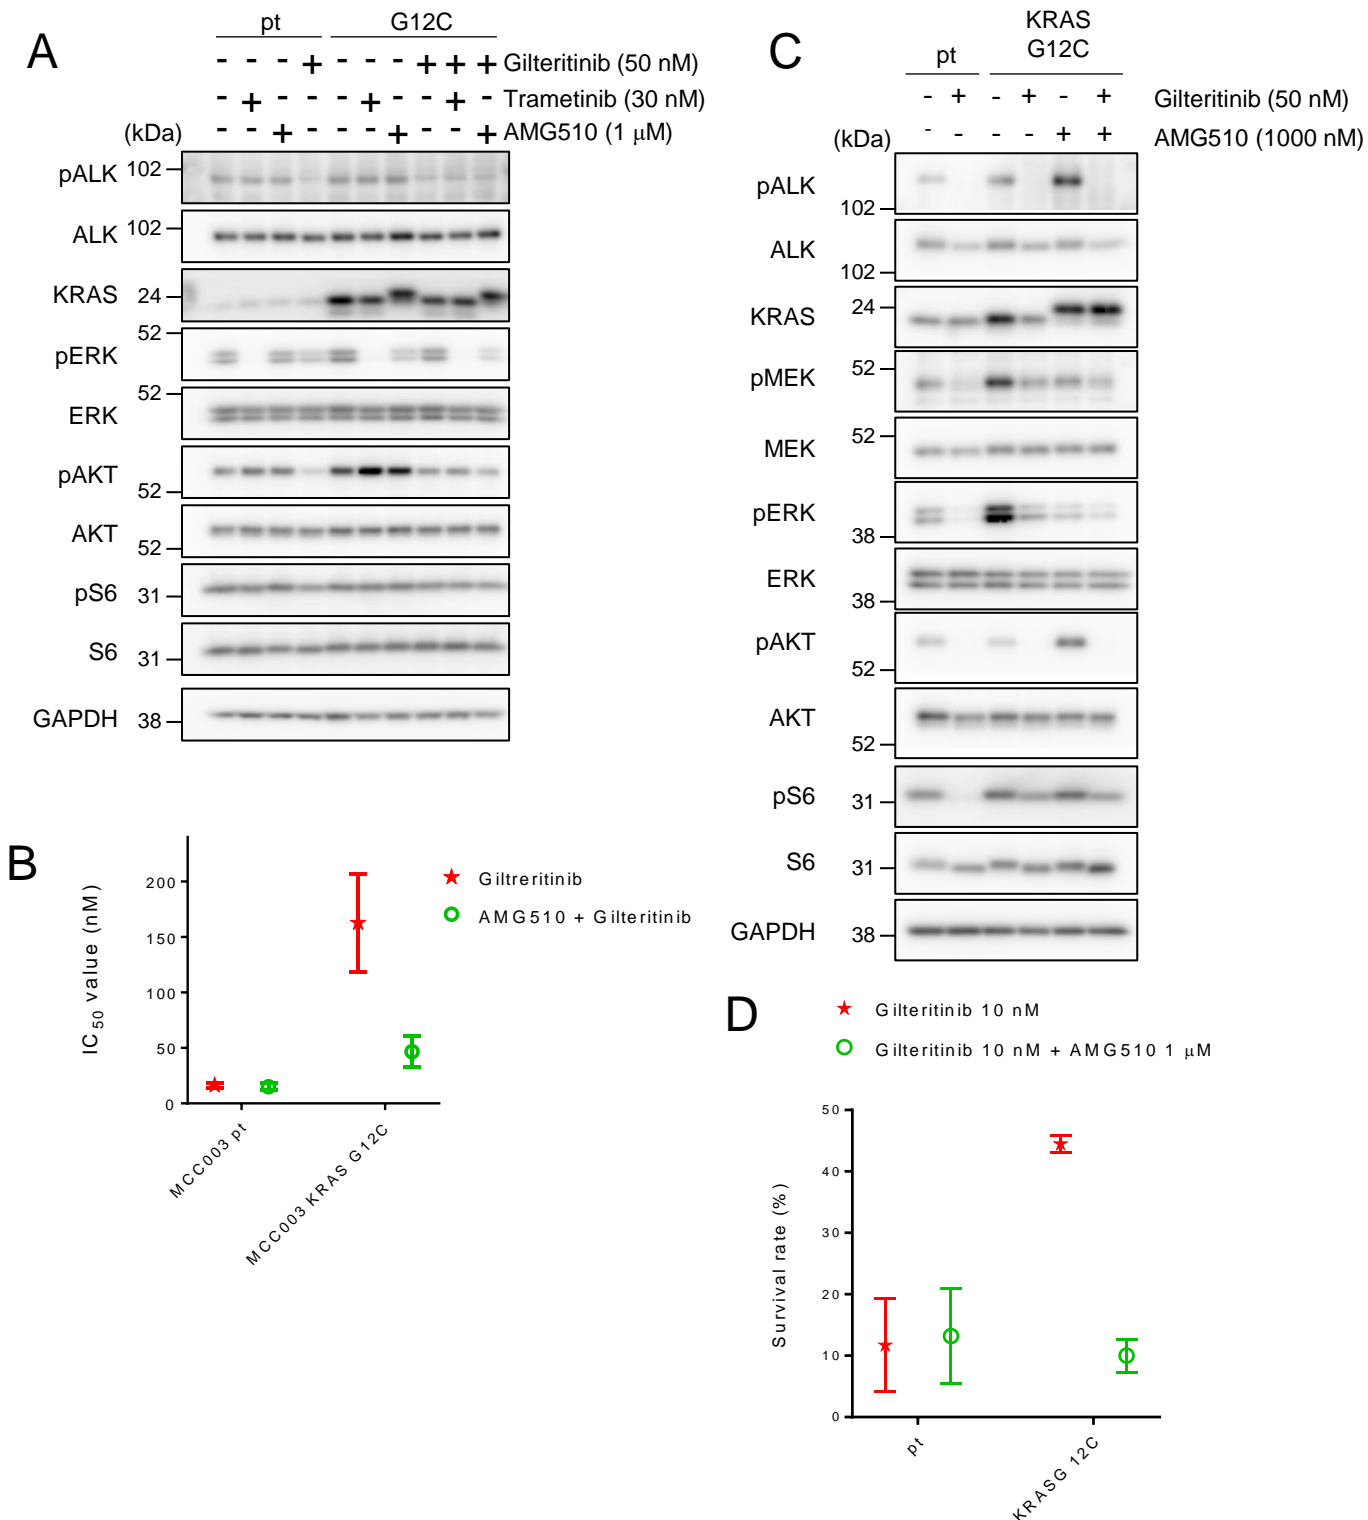 A
pt G12C
- - - + - - - + + + Gilteritinib (50 nM)
- + - - - + - - + - Trametinib (30 nM)
(kDa) - - + - - - + - - + AMG510 (1 μM)
pALK 102
ALK 102
KRAS 24
pERK 52
ERK 52
pAKT 52
AKT 52
pS6 31
S6 31
GAPDH 38
B
IC50 value (nM)
200
150
100
50
0
MCC003 pt
MCC003 KRAS G12C
Giltreritinib
AMG510 + Gilteritinib
C
KRAS
pt G12C
- + - + - + Gilteritinib (50 nM)
(kDa) - - - - + + AMG510 (1000 nM)
pALK 102
ALK 102
KRAS 24
pMEK 52
MEK 52
pERK 38
ERK 38
pAKT 52
AKT 52
pS6 31
S6 31
GAPDH 38
D
Gilteritinib 10 nM
Gilteritinib 10 nM + AMG510 1 μM
Survival rate (%)
50
40
30
20
10
0
pt
KRASG 12C